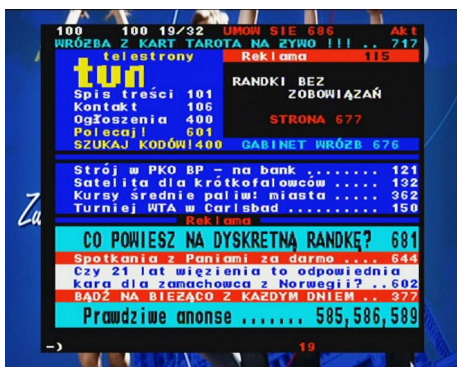 100 100 19/32 UMOW SIE 686 Akt
WRÓŻBA Z KART TAROTA NA ŻYWO !!! .. 717
telestrony
tvn
Reklama 115
RANDKI BEZ
ZOBOWIĄZAŃ
STRONA 677
GABINET WRÓŻB 676
Spis treści 101
Kontakt 106
Ogłoszenia 400
Polecaj! 601
SZUKAJ KODÓW!400
Strój w PKO BP - na bank ........ 121
Satelita dla krótkofalowców ..... 132
Kursy średnie paliw: miasta ..... 362
Turniej WTA w Carlsbad .......... 150
Reklama
CO POWIESZ NA DYSKRETNĄ RANDKĘ? 681
Spotkania z Paniami za darmo .... 644
Czy 21 lat więzienia to odpowiednia
kara dla zamachowca z Norwegii? ..602
BĄDŹ NA BIEŻĄCO Z KAŻDYM DNIEM .. 377
Prawdziwe anonse ....... 585,586,589
-) 19
Zu